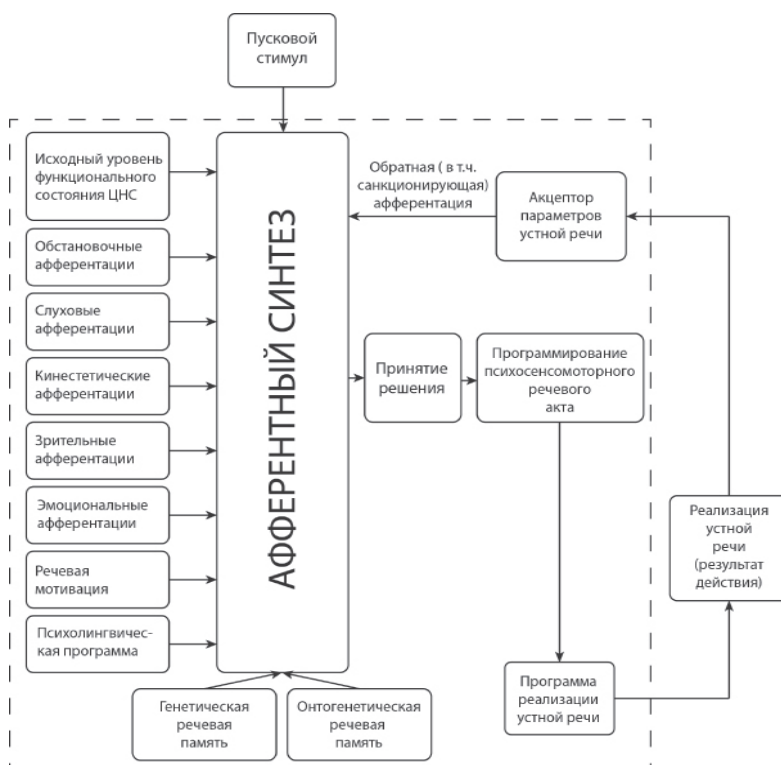 Пусковой
стимул
Исходный уровень
функционального
состояния ЦНС
Обстановочные
афферентации
Слуховые
афферентации
Кинестетические
афферентации
Зрительные
афферентации
Эмоциональные
афферентации
Речевая
мотивация
Психолингвичес-
кая программа
АФФЕРЕНТНЫЙ СИНТЕЗ
Генетическая
речевая
память
Онтогенетическая
речевая
память
Обратная ( в т.ч.
санкционирующая)
афферентация
Акцептор
параметров
устной речи
Принятие
решения
Программирование
психосенсомоторного
речевого
акта
Реализация
устной
речи
(результат
действия)
Программа
реализации
устной речи